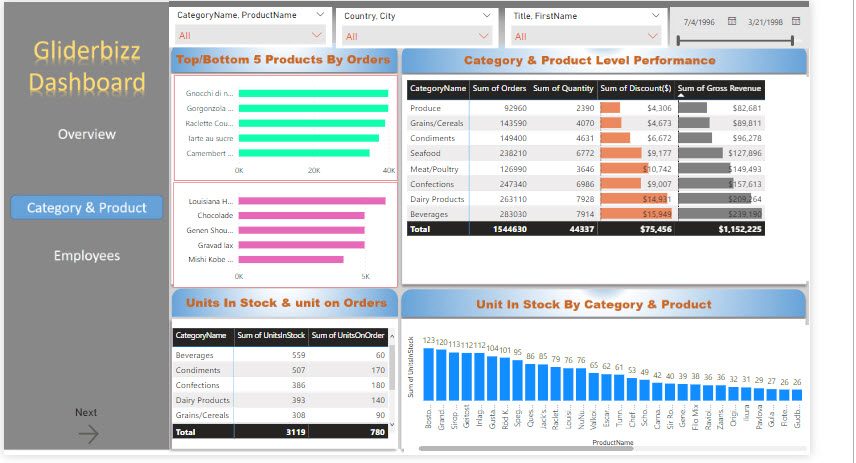 Gliderbizz
Dashboard
Overview
Category & Product
Employees
Next
CategoryName, ProductName
All
Country, City
All
Title, FirstName
All
7/4/1996 3/21/1998
Top/Bottom 5 Products By Orders
Gnocchi di n...
Gorgonzola ...
Raclette Cou...
Tarte au sucre
Camembert ...
0K 20K 40K
Louisiana H...
Chocolade
Genen Shou...
Gravad lax
Mishi Kobe ...
0K 5K
Category & Product Level Performance
CategoryName Sum of Orders Sum of Quantity Sum of Discount($) Sum of Gross Revenue
Produce 92960 2390 $4,306 $82,681
Grains/Cereals 143590 4070 $4,673 $89,811
Condiments 149400 4631 $6,672 $96,278
Seafood 238210 6772 $9,177 $127,896
Meat/Poultry 126990 3646 $10,742 $149,493
Confections 247340 6986 $9,007 $157,613
Dairy Products 263110 7928 $14,931 $209,264
Beverages 283030 7914 $15,949 $239,190
Total 1544630 44337 $75,456 $1,152,225
Units In Stock & unit on Orders
CategoryName Sum of UnitsInStock Sum of UnitsOnOrder
Beverages 559 60
Condiments 507 170
Confections 386 180
Dairy Products 393 140
Grains/Cereals 308 90
Total 3119 780
Unit In Stock By Category & Product
Sum of UnitsInStock
123 120 113 112 112 104 101 95 86 85 79 76 76 65 62 61 53 49 42 40 39 38 36 36 32 31 29 27 26 26
Bosto...
Grand...
Sirop ...
Geitost
Inlag...
Gusta...
Röd K...
Speg...
Ques...
Jack's...
Raclet...
Louisi...
NuNu...
Valkoi...
Escar...
Tunn...
Chef...
Scho...
Carna...
Sir Ro...
Gene...
Filo Mix
Ravio...
Zaans...
Origi...
Ikura
Pavlova
Gula ...
Flote...
Gudb...
ProductName